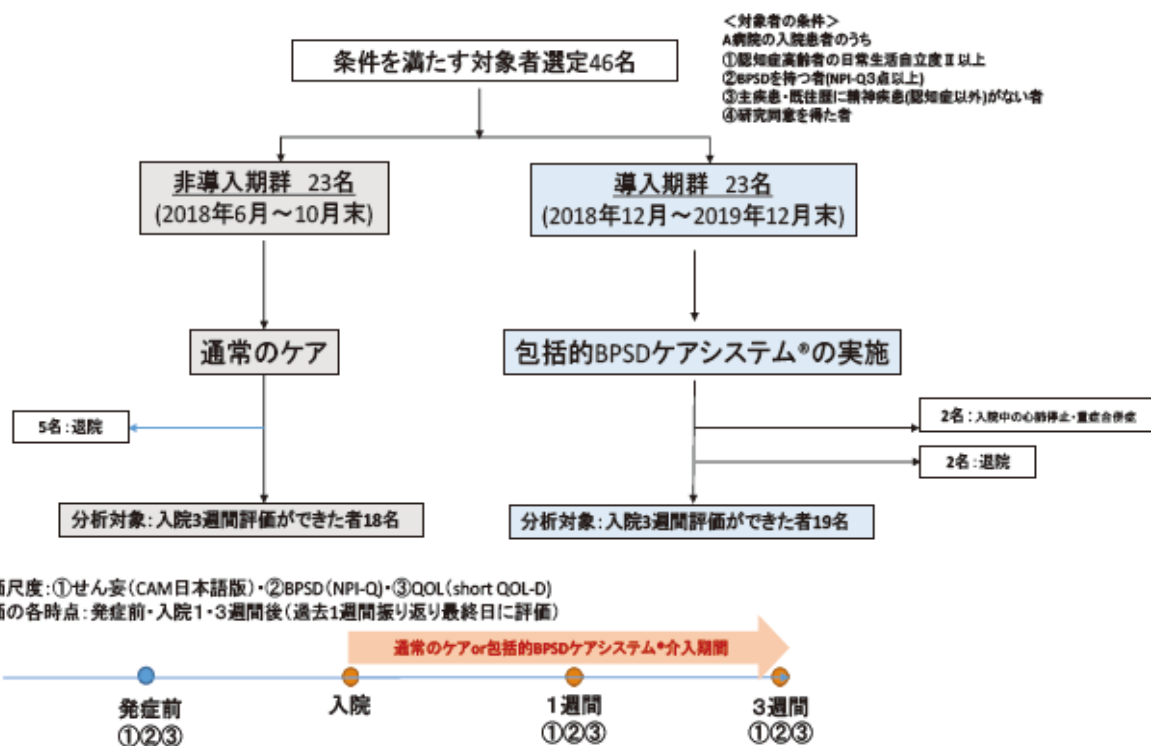 ＜対象者の条件＞
A病院の入院患者のうち
①認知症高齢者の日常生活自立度Ⅱ以上
②BPSDを持つ者(NPI-Q3点以上)
③主疾患・既往歴に精神疾患(認知症以外)がない者
④研究同意を得た者
条件を満たす対象者選定46名
非導入期群 23名
(2018年6月～10月末)
導入期群 23名
(2018年12月～2019年12月末)
通常のケア
包括的BPSDケアシステム®の実施
5名：退院
2名：入院中の心肺停止・重症合併症
2名：退院
分析対象：入院3週間評価ができた者18名
分析対象：入院3週間評価ができた者19名
価尺度：①せん妄(CAM日本語版)・②BPSD(NPI-Q)・③QOL(short QOL-D)
価の各時点：発症前・入院1・3週間後(過去1週間振り返り最終日に評価)
通常のケアor包括的BPSDケアシステム®介入期間
発症前
①②③
入院
1週間
①②③
3週間
①②③